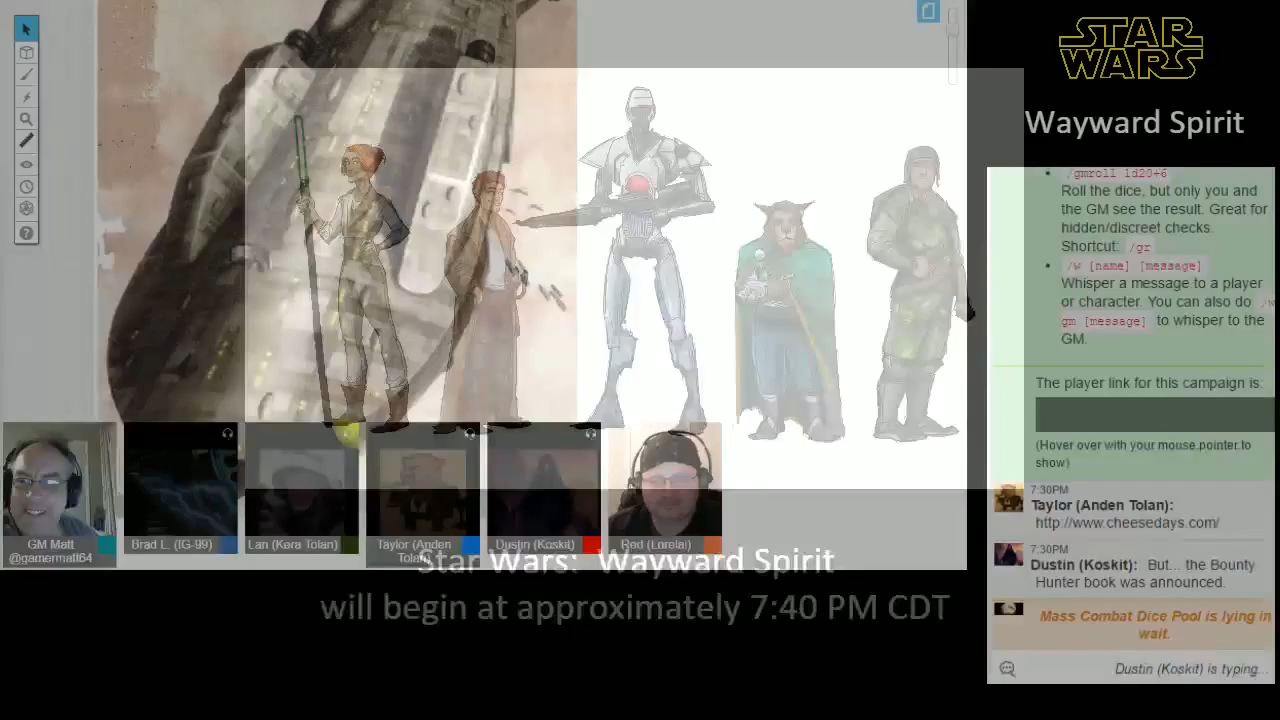 STAR
WARS
Wayward Spirit
/gmroll 1d20+6
Roll the dice, but only you and
the GM see the result. Great for
hidden/discreet checks.
Shortcut: /gr
/w [name] [message]
Whisper a message to a player
or character. You can also do /w
gm [message] to whisper to the
GM.
The player link for this campaign is:
(Hover over with your mouse pointer to
show)
7:30PM
Taylor (Anden Tolan):
http://www.cheesedays.com/
7:30PM
Dustin (Koskit): But... the Bounty
Hunter book was announced.
Mass Combat Dice Pool is lying in
wait.
Dustin (Koskit) is typing...
GM Matt
@gamermatt64
Brad L. (IG-99)
Lan (Kera Tolan)
Taylor (Anden
Tolan)
Dustin (Koskit)
Red (Lorelai)
Star Wars: Wayward Spirit
will begin at approximately 7:40 PM CDT